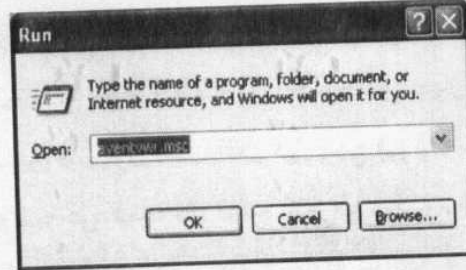 Run
Type the name of a program, folder, document, or
Internet resource, and Windows will open it for you.
Open: eventvwr.msc
OK Cancel Browse...